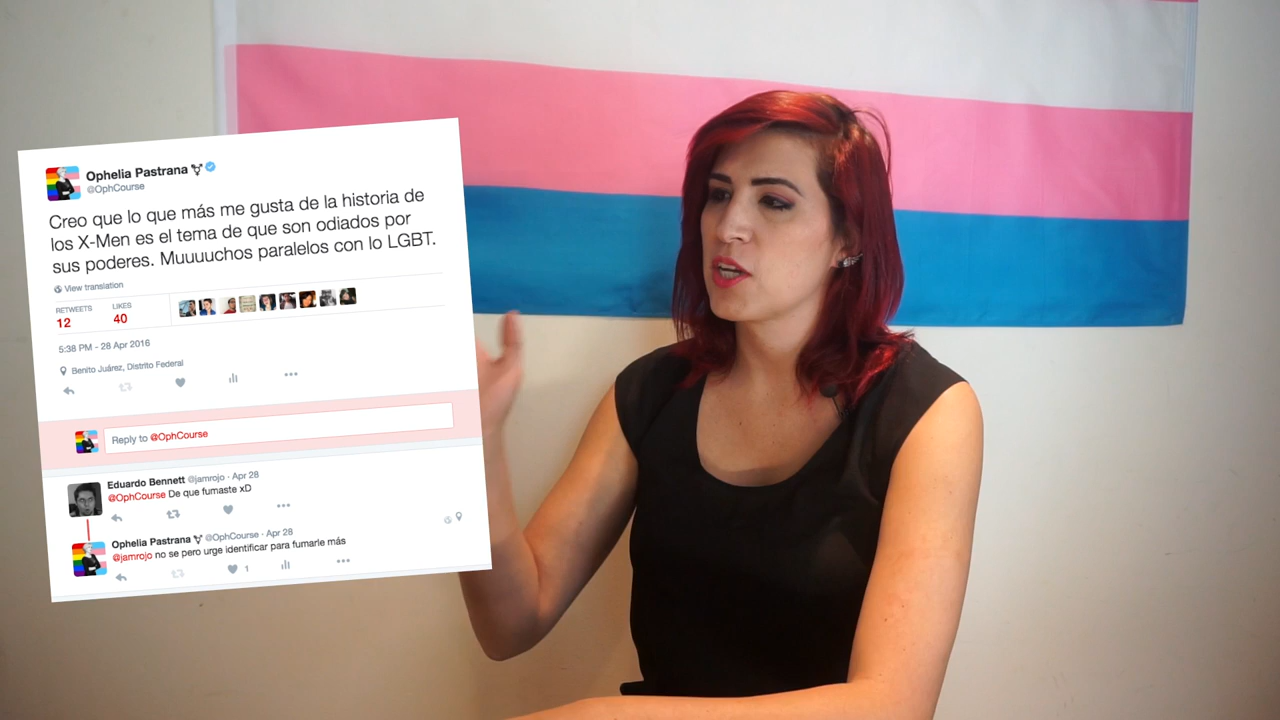 Ophelia Pastrana ⚧
@OphCourse
Creo que lo que más me gusta de la historia de
los X-Men es el tema de que son odiados por
sus poderes. Muuuuchos paralelos con lo LGBT.
View translation
RETWEETS LIKES
12 40
5:38 PM - 28 Apr 2016
Benito Juárez, Distrito Federal
Reply to @OphCourse
Eduardo Bennett @jamrojo · Apr 28
@OphCourse De que fumaste xD
Ophelia Pastrana ⚧ @OphCourse · Apr 28
@jamrojo no se pero urge identificar para fumarle más
1